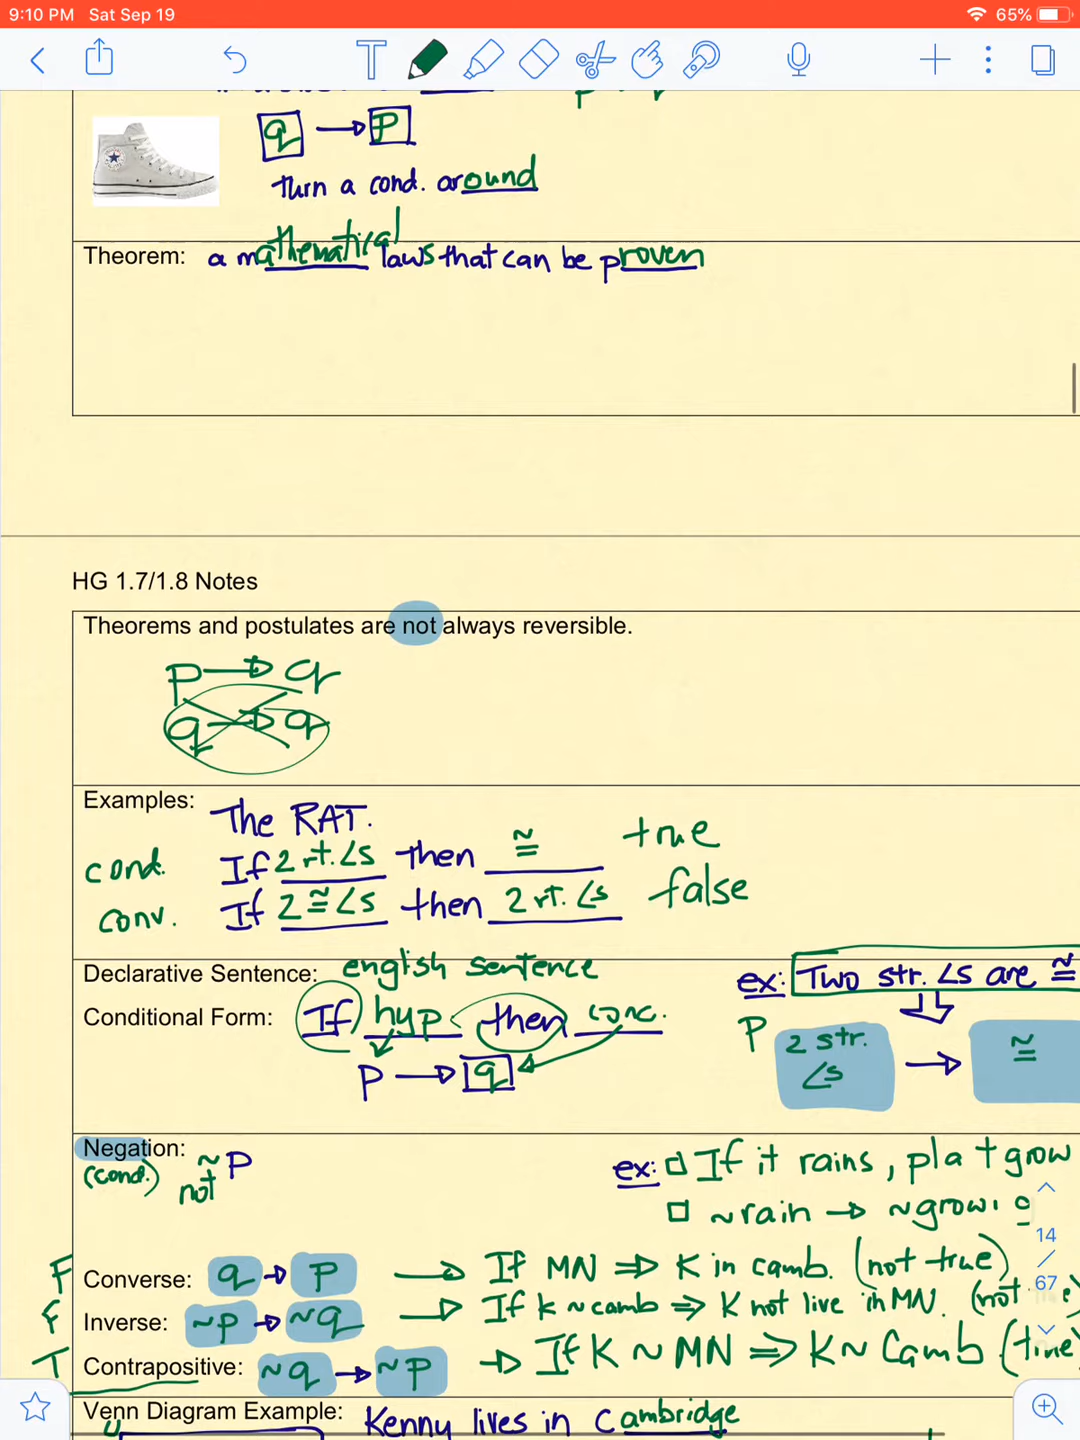 9:10 PM Sat Sep 19 65%
q → p
turn a cond. around
Theorem: a mathematical laws that can be proven
HG 1.7/1.8 Notes
Theorems and postulates are not always reversible.
p → q
q → q
Examples: The RAT.
cond. If 2 rt. ∠s then ≅ true
conv. If 2 ≅ ∠s then 2 rt. ∠s false
Declarative Sentence: english sentence
ex: Two str. ∠s are ≅
Conditional Form: If hyp then conc.
p → q
P 2 str. ∠s → ≅
Negation: ~P
(cond.) not
ex: If it rains, plat grow
~rain → ~growi
F Converse: q → p → If MN ⇒ K in camb. (not true)
F Inverse: ~p → ~q → If K ~camb ⇒ K not live in MN. (not
T Contrapositive: ~q → ~p → If K ~ MN ⇒ K ~ Camb (true
14
/
67
Venn Diagram Example: Kenny lives in Cambridge